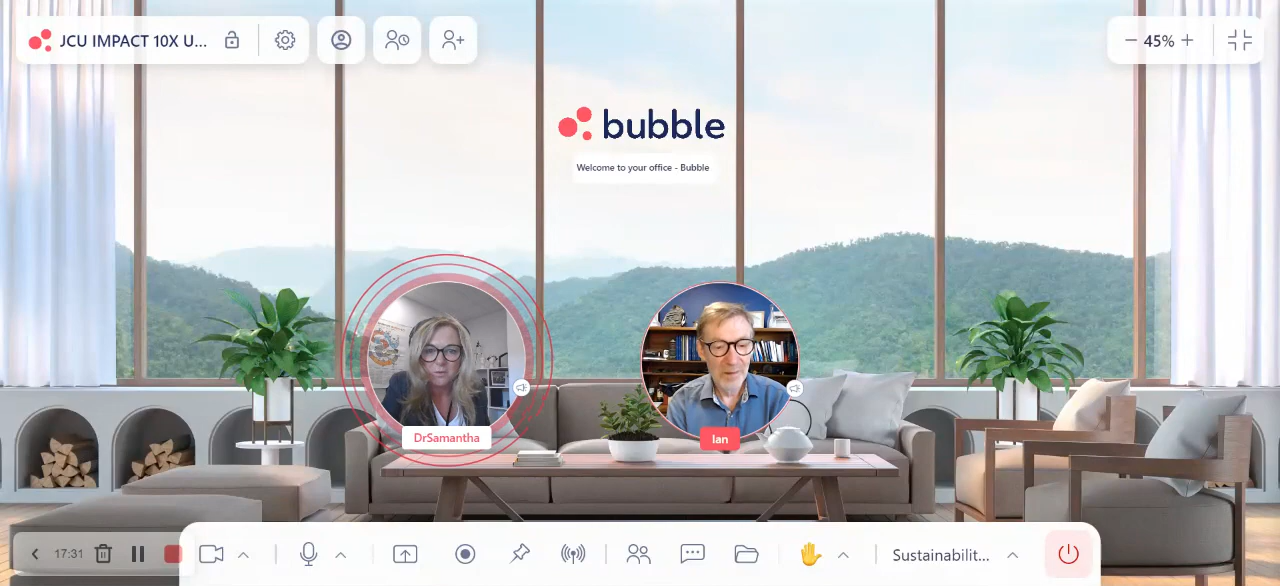 JCU IMPACT 10X U...
45%
bubble
Welcome to your office - Bubble
DrSamantha
Ian
17:31
Sustainabilit...